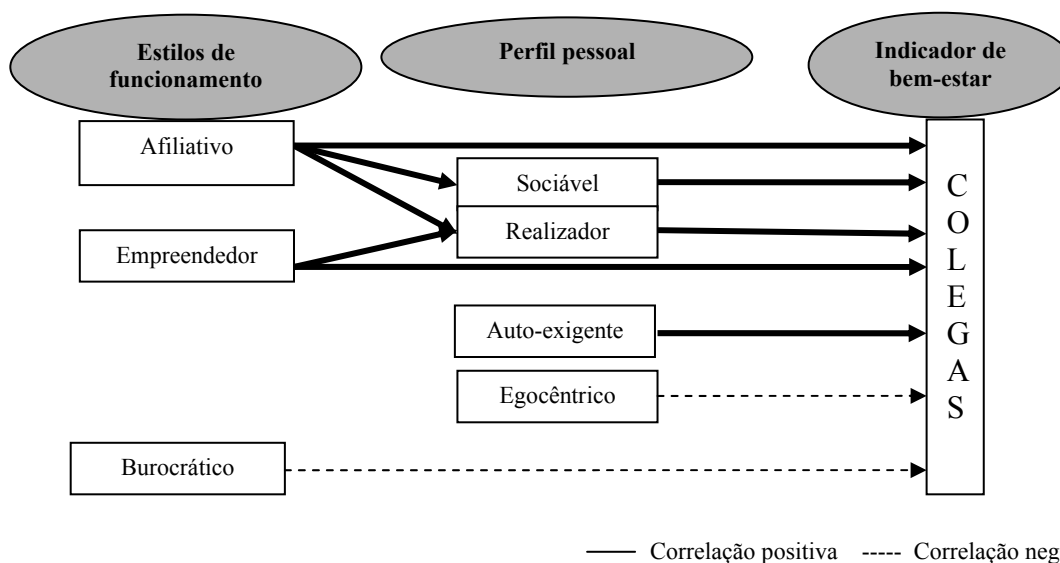 Estilos de
funcionamento
Perfil pessoal
Indicador de
bem-estar
Afiliativo
Sociável
Realizador
Empreendedor
Auto-exigente
Egocêntrico
Burocrático
C
O
L
E
G
A
S
Correlação positiva
Correlação neg